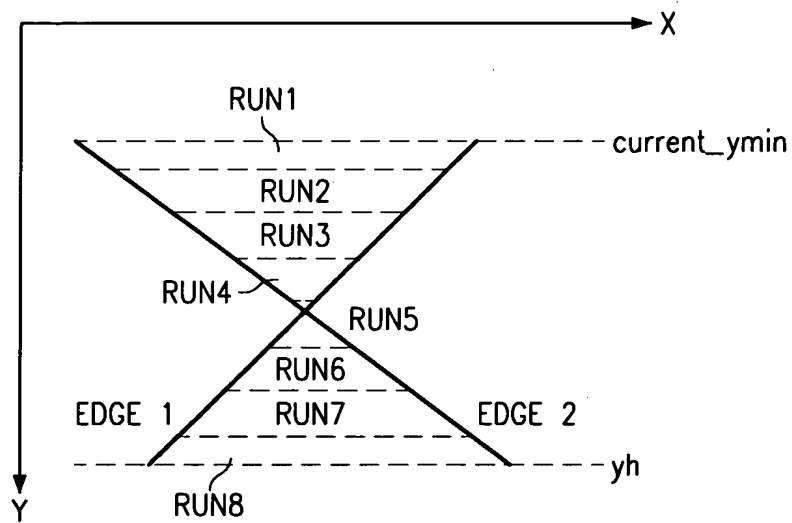 X
RUN1
current_ymin
RUN2
RUN3
RUN4
RUN5
RUN6
EDGE 1
RUN7
EDGE 2
yh
RUN8
Y